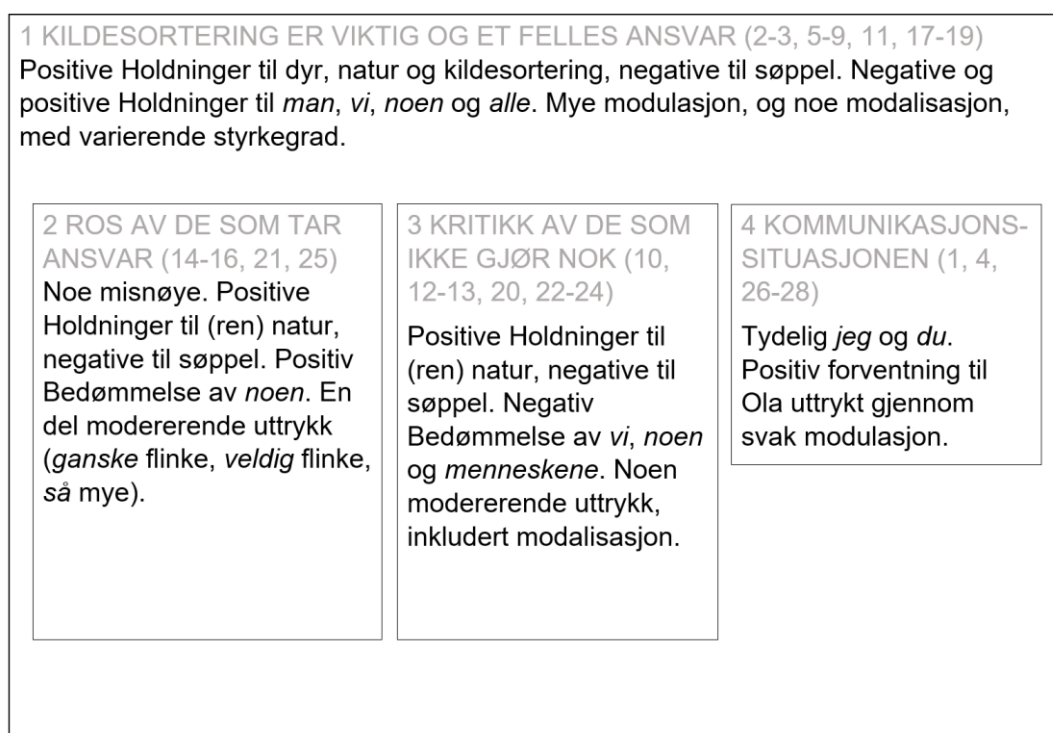 1 KILDESORTERING ER VIKTIG OG ET FELLES ANSVAR (2-3, 5-9, 11, 17-19)
Positive Holdninger til dyr, natur og kildesortering, negative til søppel. Negative og
positive Holdninger til man, vi, noen og alle. Mye modulasjon, og noe modalisasjon,
med varierende styrkegrad.
2 ROS AV DE SOM TAR
ANSVAR (14-16, 21, 25)
Noe misnøye. Positive
Holdninger til (ren) natur,
negative til søppel. Positiv
Bedømmelse av noen. En
del modererende uttrykk
(ganske flinke, veldig flinke,
så mye).
3 KRITIKK AV DE SOM
IKKE GJØR NOK (10,
12-13, 20, 22-24)
Positive Holdninger til
(ren) natur, negative til
søppel. Negativ
Bedømmelse av vi, noen
og menneskene. Noen
modererende uttrykk,
inkludert modalisasjon.
4 KOMMUNIKASJONS-
SITUASJONEN (1, 4,
26-28)
Tydelig jeg og du.
Positiv forventning til
Ola uttrykt gjennom
svak modulasjon.